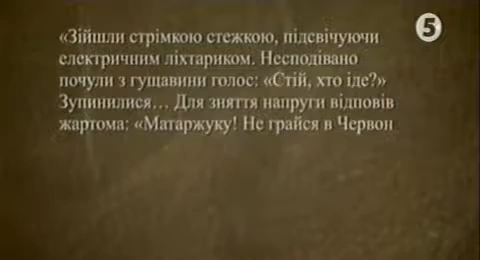 5
«Зійшли стрімкою стежкою, підсвічуючи
електричним ліхтариком. Несподівано
почули з гущавини голос: «Стій, хто іде?»
Зупинилися… Для зняття напруги відповів
жартома: «Матаржуку! Не грайся в Червон